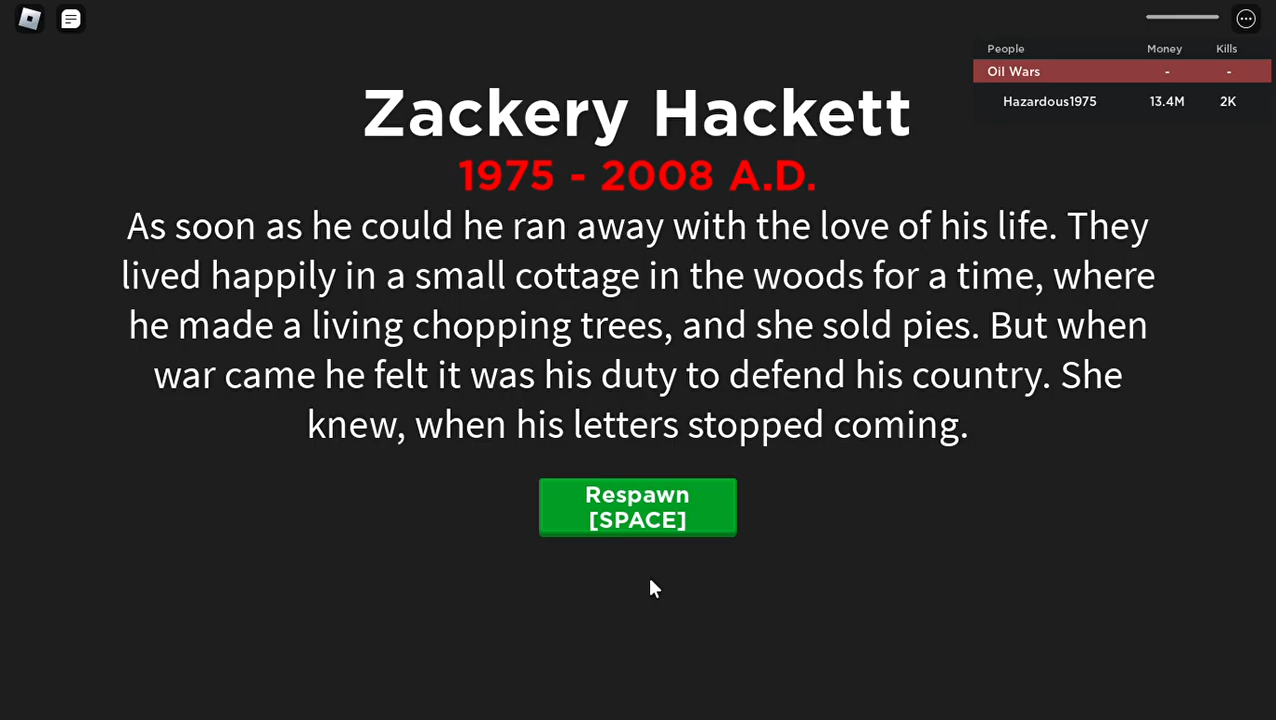 People Money Kills
Oil Wars - -
Hazardous1975 13.4M 2K
Zackery Hackett
1975 - 2008 A.D.
As soon as he could he ran away with the love of his life. They
lived happily in a small cottage in the woods for a time, where
he made a living chopping trees, and she sold pies. But when
war came he felt it was his duty to defend his country. She
knew, when his letters stopped coming.
Respawn
[SPACE]